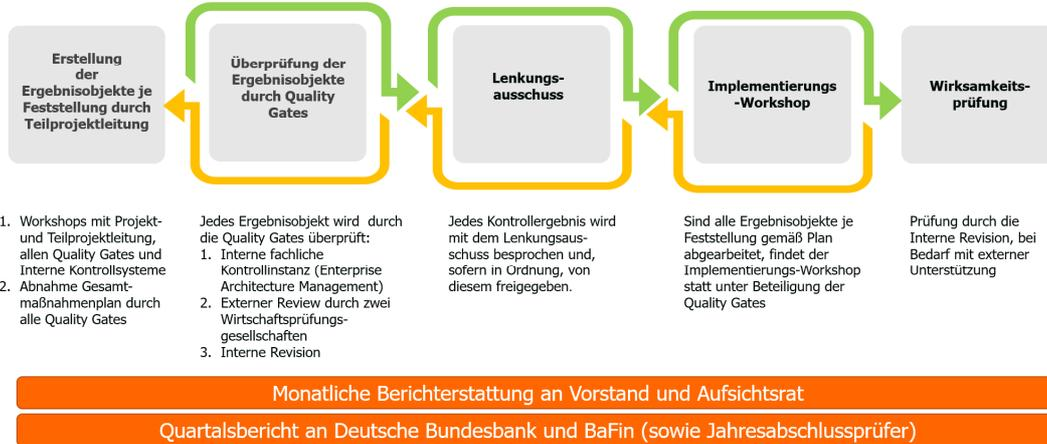 Erstellung
der
Ergebnisobjekte je
Feststellung durch
Teilprojektleitung
Überprüfung der
Ergebnisobjekte
durch Quality
Gates
Lenkungs-
ausschuss
Implementierungs
-Workshop
Wirksamkeits-
prüfung
1. Workshops mit Projekt-
und Teilprojektleitung,
allen Quality Gates und
Interne Kontrollsysteme
2. Abnahme Gesamt-
maßnahmenplan durch
alle Quality Gates
Jedes Ergebnisobjekt wird durch
die Quality Gates überprüft:
1. Interne fachliche
Kontrollinstanz (Enterprise
Architecture Management)
2. Externer Review durch zwei
Wirtschaftsprüfungs-
gesellschaften
3. Interne Revision
Jedes Kontrollergebnis wird
mit dem Lenkungsaus-
schuss besprochen und,
sofern in Ordnung, von
diesem freigegeben.
Sind alle Ergebnisobjekte je
Feststellung gemäß Plan
abgearbeitet, findet der
Implementierungs-Workshop
statt unter Beteiligung der
Quality Gates
Prüfung durch die
Interne Revision, bei
Bedarf mit externer
Unterstützung
Monatliche Berichterstattung an Vorstand und Aufsichtsrat
Quartalsbericht an Deutsche Bundesbank und BaFin (sowie Jahresabschlussprüfer)